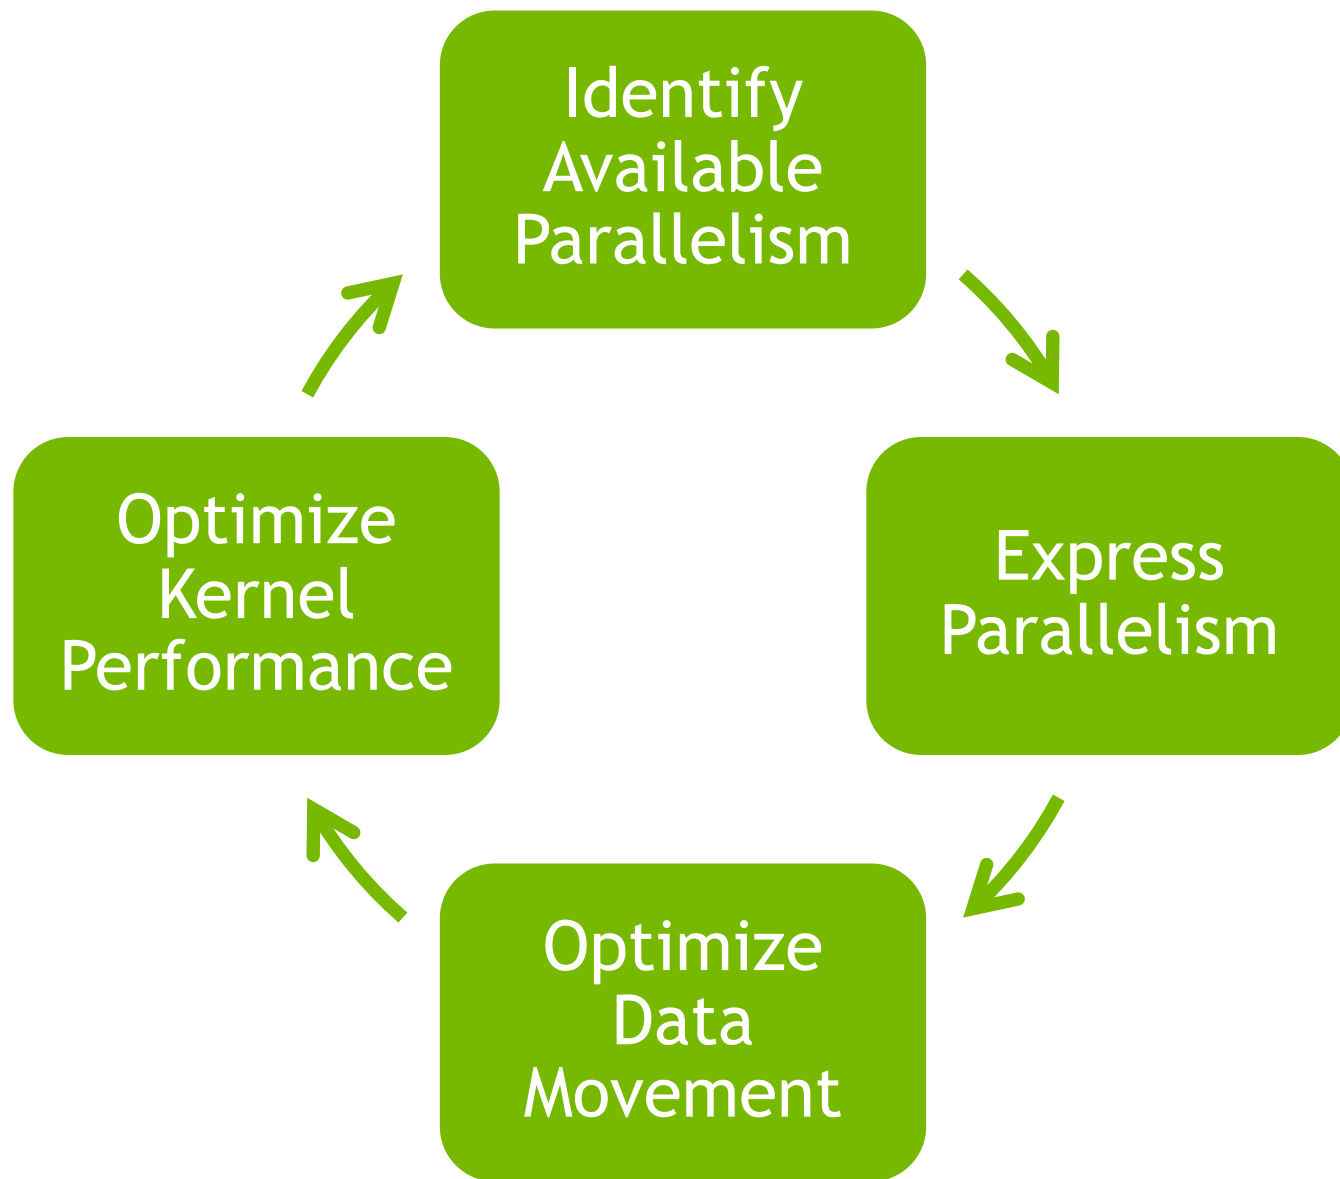 Identify
Available
Parallelism
Express
Parallelism
Optimize
Data
Movement
Optimize
Kernel
Performance